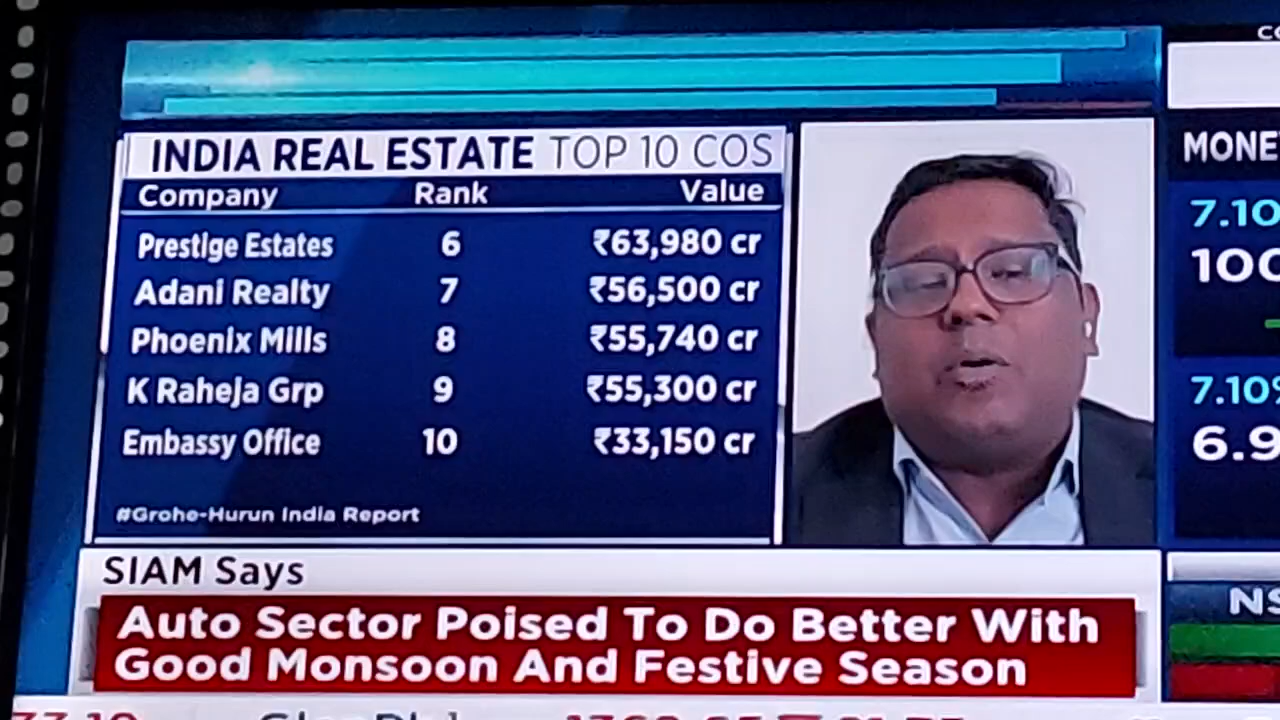 INDIA REAL ESTATE TOP 10 COS
Company Rank Value
Prestige Estates 6 ₹63,980 cr
Adani Realty 7 ₹56,500 cr
Phoenix Mills 8 ₹55,740 cr
K Raheja Grp 9 ₹55,300 cr
Embassy Office 10 ₹33,150 cr
#Grohe-Hurun India Report
SIAM Says
Auto Sector Poised To Do Better With
Good Monsoon And Festive Season
MONE
7.10
100
7.10%
6.9
NS